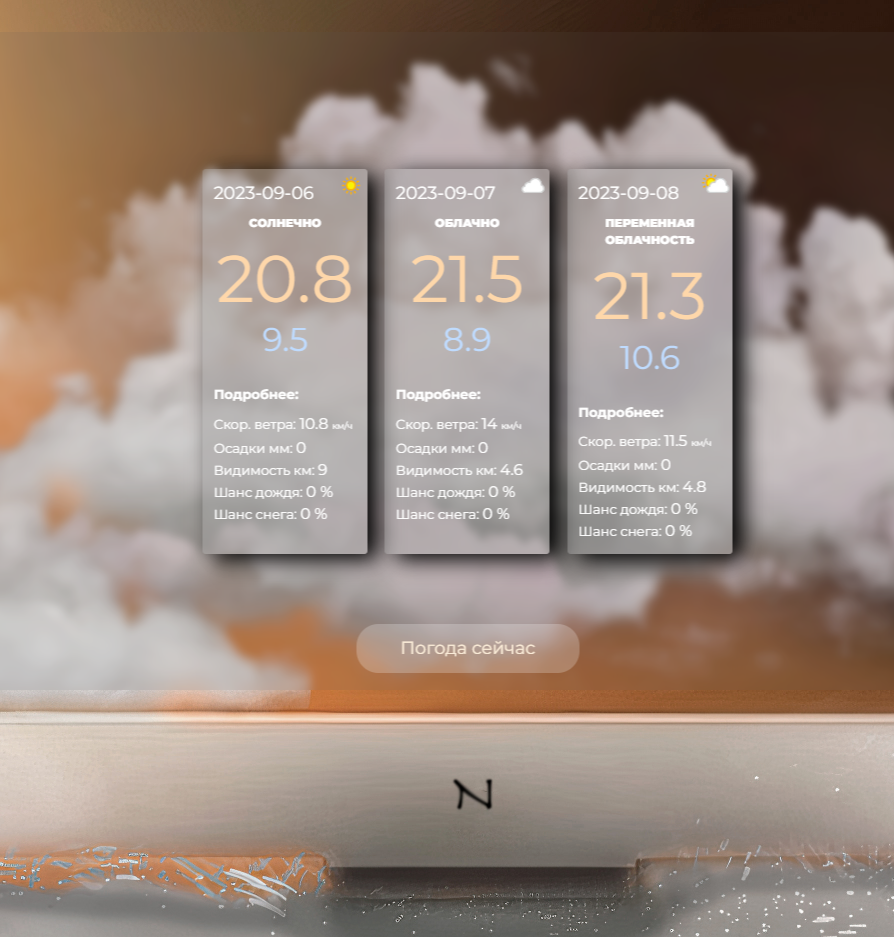 2023-09-06
СОЛНЕЧНО
20.8
9.5
Подробнее:
Скор. ветра: 10.8 км/ч
Осадки мм: 0
Видимость км: 9
Шанс дождя: 0 %
Шанс снега: 0 %
2023-09-07
ОБЛАЧНО
21.5
8.9
Подробнее:
Скор. ветра: 14 км/ч
Осадки мм: 0
Видимость км: 4.6
Шанс дождя: 0 %
Шанс снега: 0 %
2023-09-08
ПЕРЕМЕННАЯ
ОБЛАЧНОСТЬ
21.3
10.6
Подробнее:
Скор. ветра: 11.5 км/ч
Осадки мм: 0
Видимость км: 4.8
Шанс дождя: 0 %
Шанс снега: 0 %
Погода сейчас
N